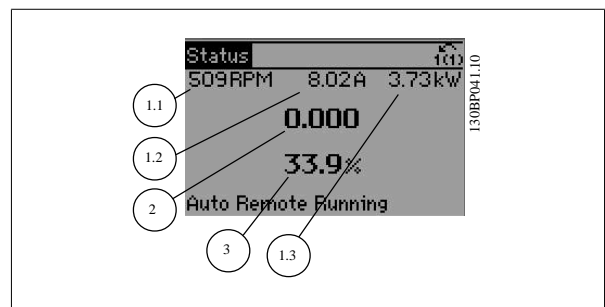 Status 1(1)
509RPM 8.02A 3.73kW
0.000
33.9%
Auto Remote Running
1.1
1.2
2
3
1.3
130BP041.10